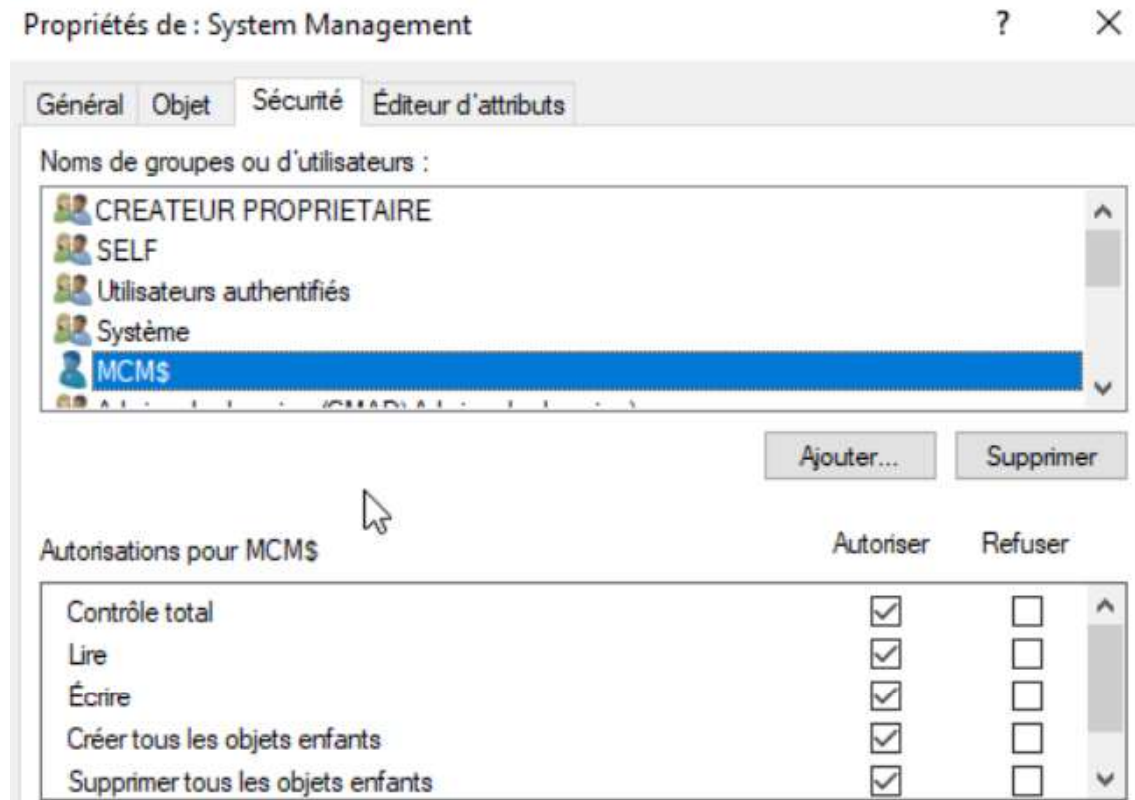 Propriétés de : System Management ? ×
Général Objet Sécurité Éditeur d'attributs
Noms de groupes ou d'utilisateurs :
CREATEUR PROPRIETAIRE
SELF
Utilisateurs authentifiés
Système
MCM$
Ajouter... Supprimer
Autorisations pour MCM$ Autoriser Refuser
Contrôle total
Lire
Écrire
Créer tous les objets enfants
Supprimer tous les objets enfants